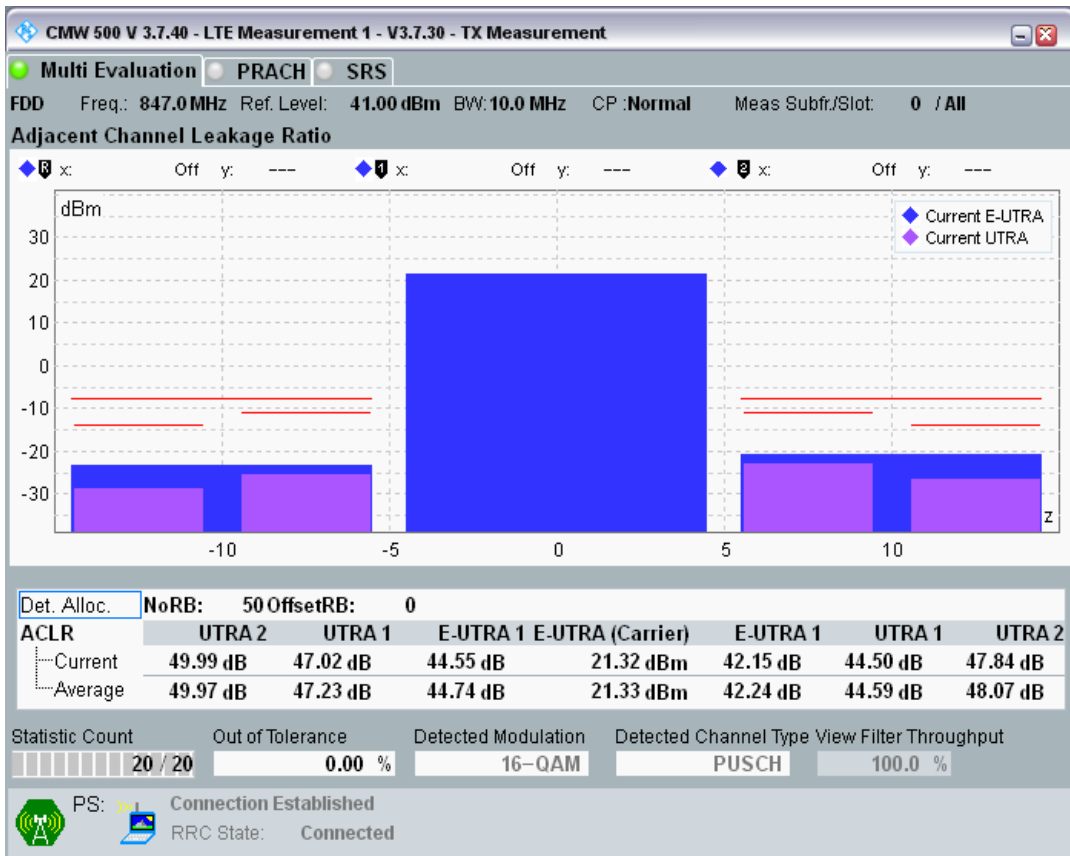 CMW 500 V 3.7.40 - LTE Measurement 1 - V3.7.30 - TX Measurement
Multi Evaluation PRACH SRS
FDD Freq.: 847.0 MHz Ref. Level: 41.00 dBm BW: 10.0 MHz CP :Normal Meas Subfr./Slot: 0 / All
Adjacent Channel Leakage Ratio
R x: Off y: --- 1 x: Off y: --- 2 x: Off y: ---
dBm
Current E-UTRA
Current UTRA
30
20
10
0
-10
-20
-30
z
-10 -5 0 5 10
Det. Alloc. NoRB: 50 OffsetRB: 0
ACLR UTRA 2 UTRA 1 E-UTRA 1 E-UTRA (Carrier) E-UTRA 1 UTRA 1 UTRA 2
Current 49.99 dB 47.02 dB 44.55 dB 21.32 dBm 42.15 dB 44.50 dB 47.84 dB
Average 49.97 dB 47.23 dB 44.74 dB 21.33 dBm 42.24 dB 44.59 dB 48.07 dB
Statistic Count Out of Tolerance Detected Modulation Detected Channel Type View Filter Throughput
20 / 20 0.00 % 16-QAM PUSCH 100.0 %
PS: Connection Established
RRC State: Connected